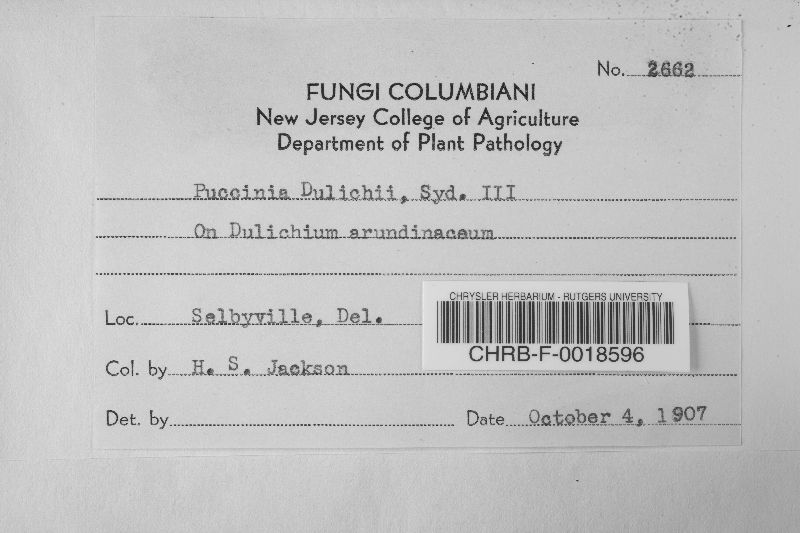 No. 2662
FUNGI COLUMBIANI
New Jersey College of Agriculture
Department of Plant Pathology
Puccinia Dulichii, Syd. III
On Dulichium arundinaceum
Loc. Selbyville, Del.
CHRYSLER HERBARIUM - RUTGERS UNIVERSITY
CHRB-F-0018596
Col. by H. S. Jackson
Det. by
Date October 4, 1907